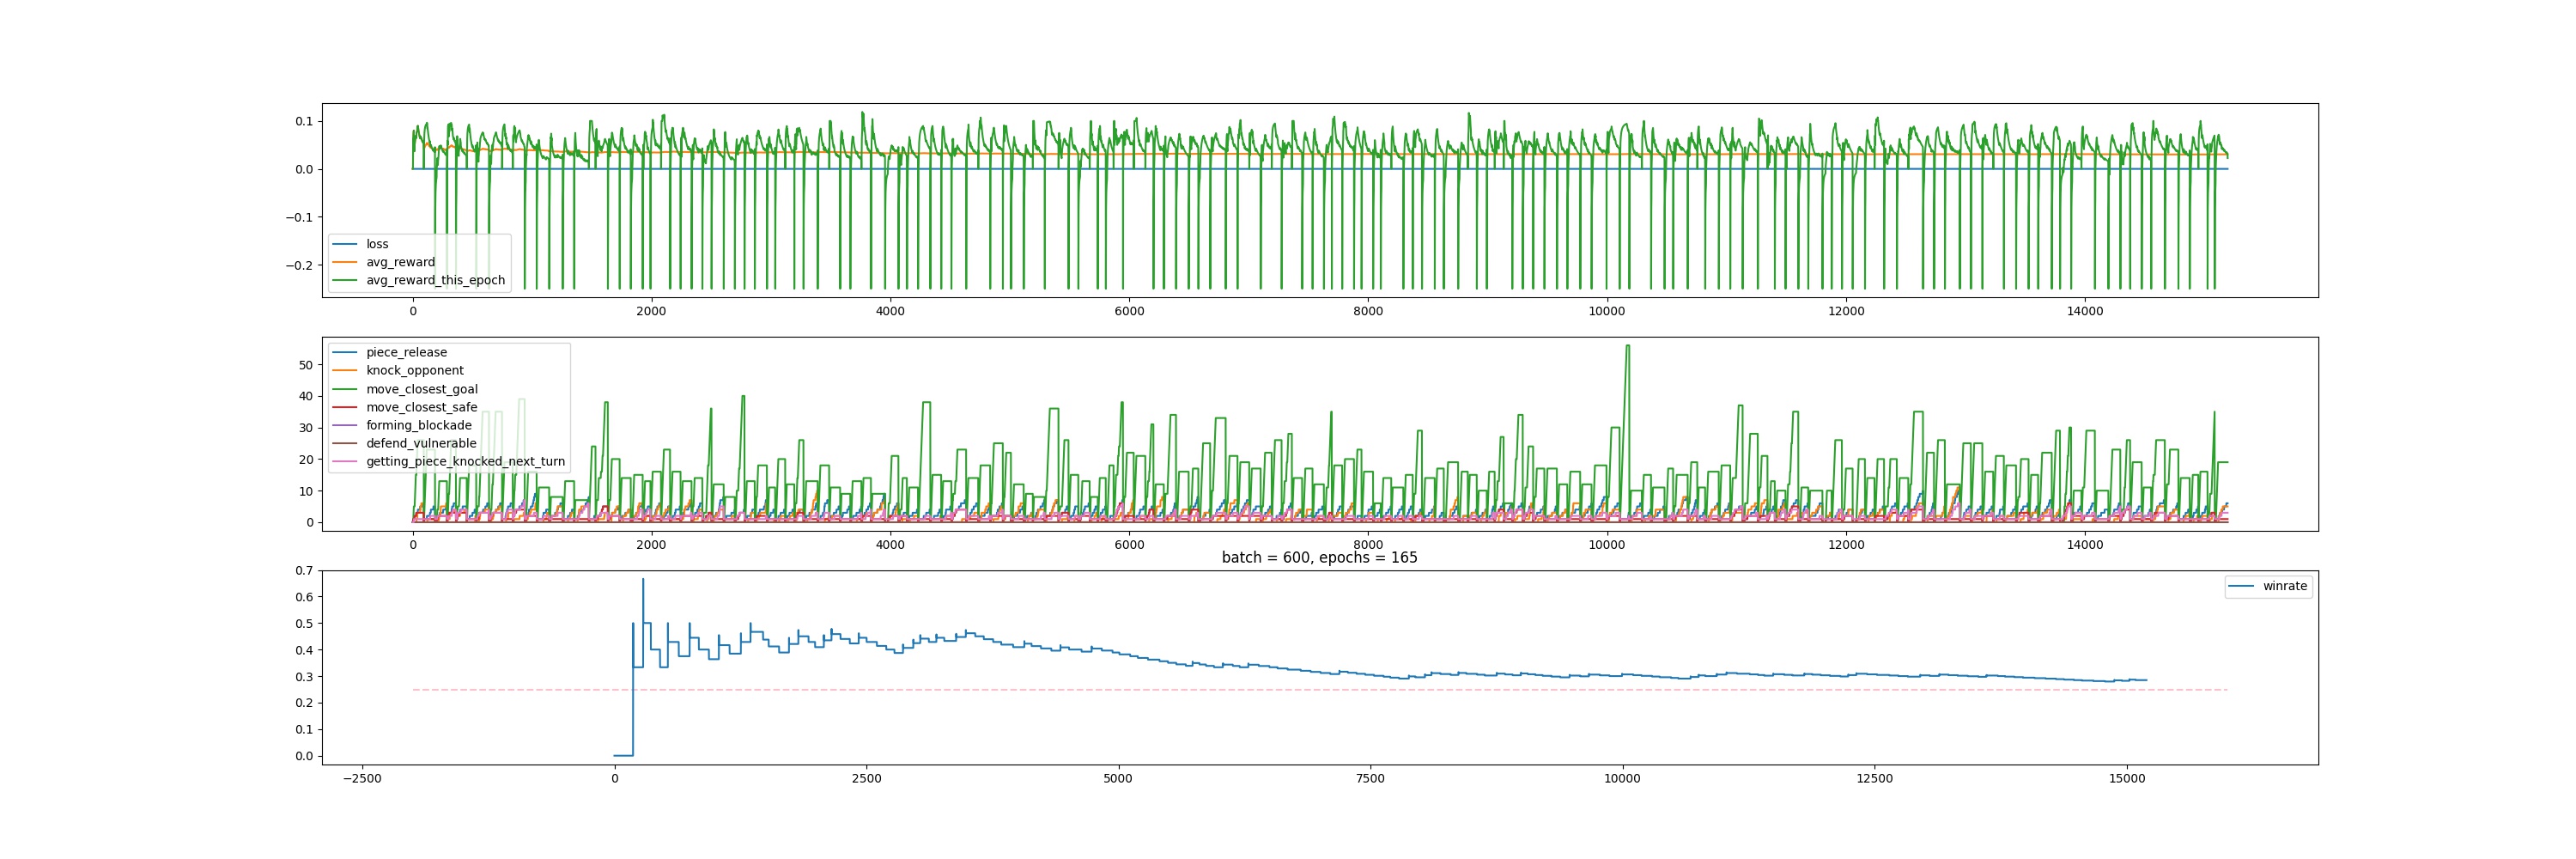 0.1
0.0
−0.1
−0.2
loss
avg_reward
avg_reward_this_epoch
0 2000 4000 6000 8000 10000 12000 14000
50
40
30
20
10
0
piece_release
knock_opponent
move_closest_goal
move_closest_safe
forming_blockade
defend_vulnerable
getting_piece_knocked_next_turn
0 2000 4000 6000 8000 10000 12000 14000
batch = 600, epochs = 165
0.7
0.6
0.5
0.4
0.3
0.2
0.1
0.0
winrate
−2500 0 2500 5000 7500 10000 12500 15000